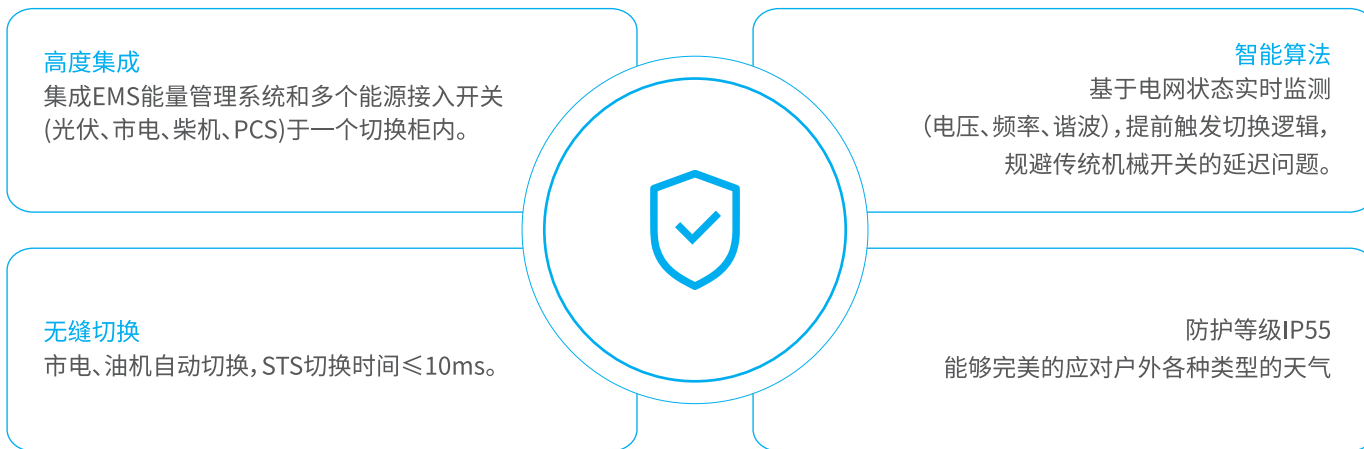 高度集成
集成EMS能量管理系统和多个能源接入开关
(光伏、市电、柴机、PCS)于一个切换柜内。
智能算法
基于电网状态实时监测
（电压、频率、谐波），提前触发切换逻辑，
规避传统机械开关的延迟问题。
无缝切换
市电、油机自动切换，STS切换时间≤10ms。
防护等级IP55
能够完美的应对户外各种类型的天气